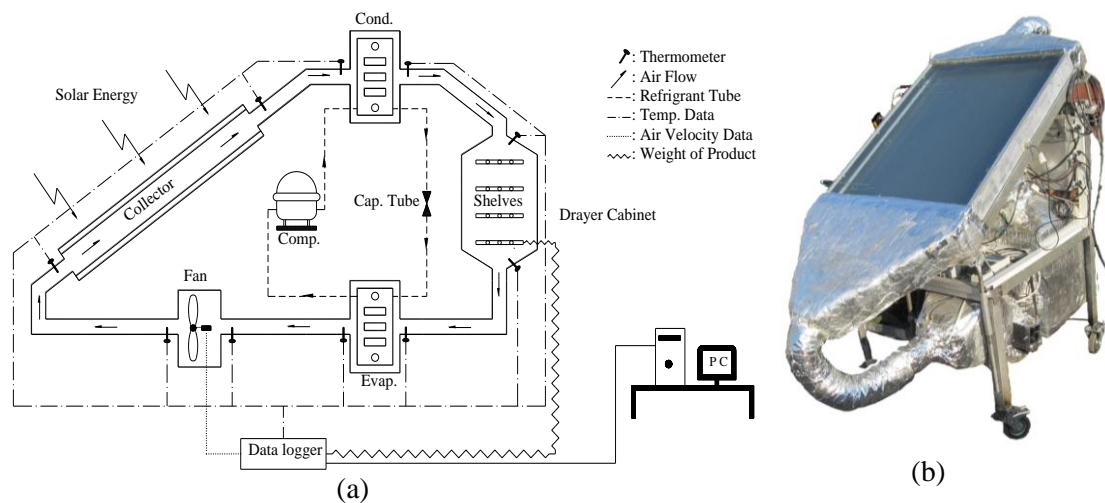 Cond.
Solar Energy
Collector
Comp.
Cap. Tube
Shelves
Drayer Cabinet
Fan
Evap.
Data logger
PC
: Thermometer
: Air Flow
: Refrigrant Tube
: Temp. Data
: Air Velocity Data
: Weight of Product
(a)
(b)